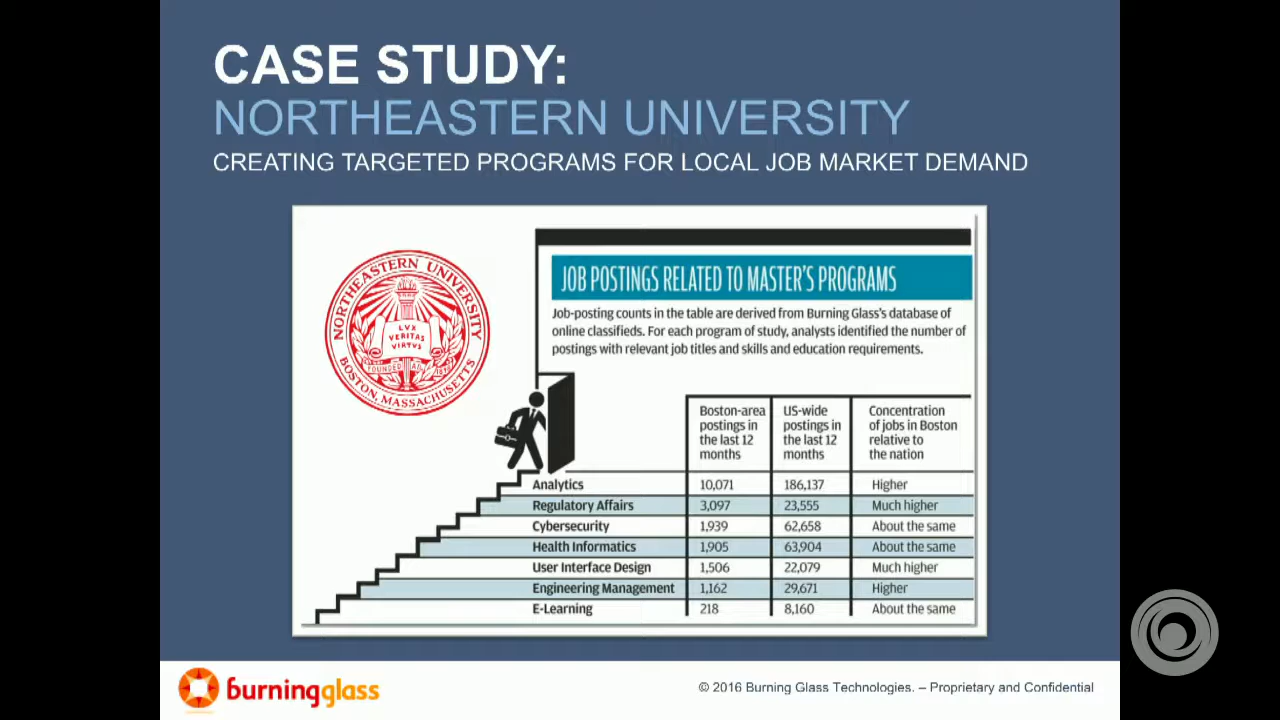 CASE STUDY:
NORTHEASTERN UNIVERSITY
CREATING TARGETED PROGRAMS FOR LOCAL JOB MARKET DEMAND
NORTHEASTERN UNIVERSITY
LVX
VERITAS
VIRTVS
BOSTON, MASSACHUSETTS
JOB POSTINGS RELATED TO MASTER'S PROGRAMS
Job-posting counts in the table are derived from Burning Glass's database of
online classifieds. For each program of study, analysts identified the number of
postings with relevant job titles and skills and education requirements.
Boston-area postings in the last 12 months US-wide postings in the last 12 months Concentration of jobs in Boston relative to the nation
Analytics 10,071 186,137 Higher
Regulatory Affairs 3,097 23,555 Much higher
Cybersecurity 1,939 62,658 About the same
Health Informatics 1,905 63,904 About the same
User Interface Design 1,506 22,079 Much higher
Engineering Management 1,162 29,671 Higher
E-Learning 218 8,160 About the same
burningglass
© 2016 Burning Glass Technologies. – Proprietary and Confidential